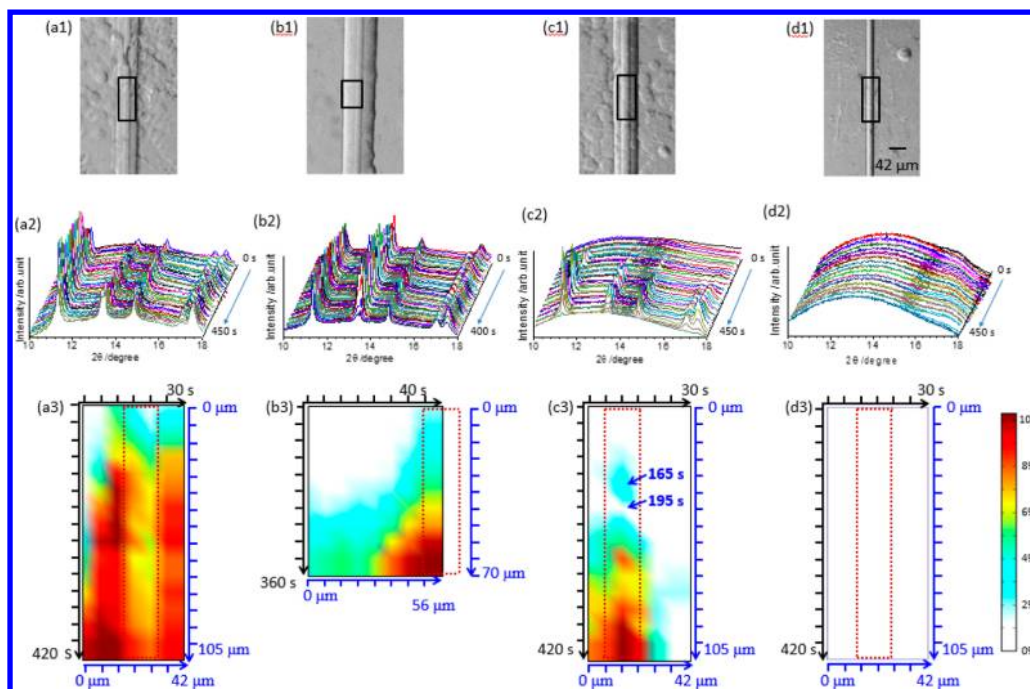 (a1)
(b1)
(c1)
(d1)
42 μm
(a2)
(b2)
(c2)
(d2)
Intensity /arb.unit
0 s
450 s
10 12 14 16 18
2θ /degree
Intensity /arb.unit
0 s
400 s
10 12 14 16 18
2θ /degree
Intensity /arb.unit
0 s
450 s
10 12 14 16 18
2θ /degree
Intensity /arb.unit
0 s
450 s
10 12 14 16 18
2θ /degree
(a3)
30 s
0 μm
420 s
105 μm
0 μm
42 μm
(b3)
40 s
0 μm
360 s
70 μm
0 μm
56 μm
(c3)
30 s
0 μm
165 s
195 s
420 s
105 μm
0 μm
42 μm
(d3)
30 s
0 μm
420 s
105 μm
0 μm
42 μm